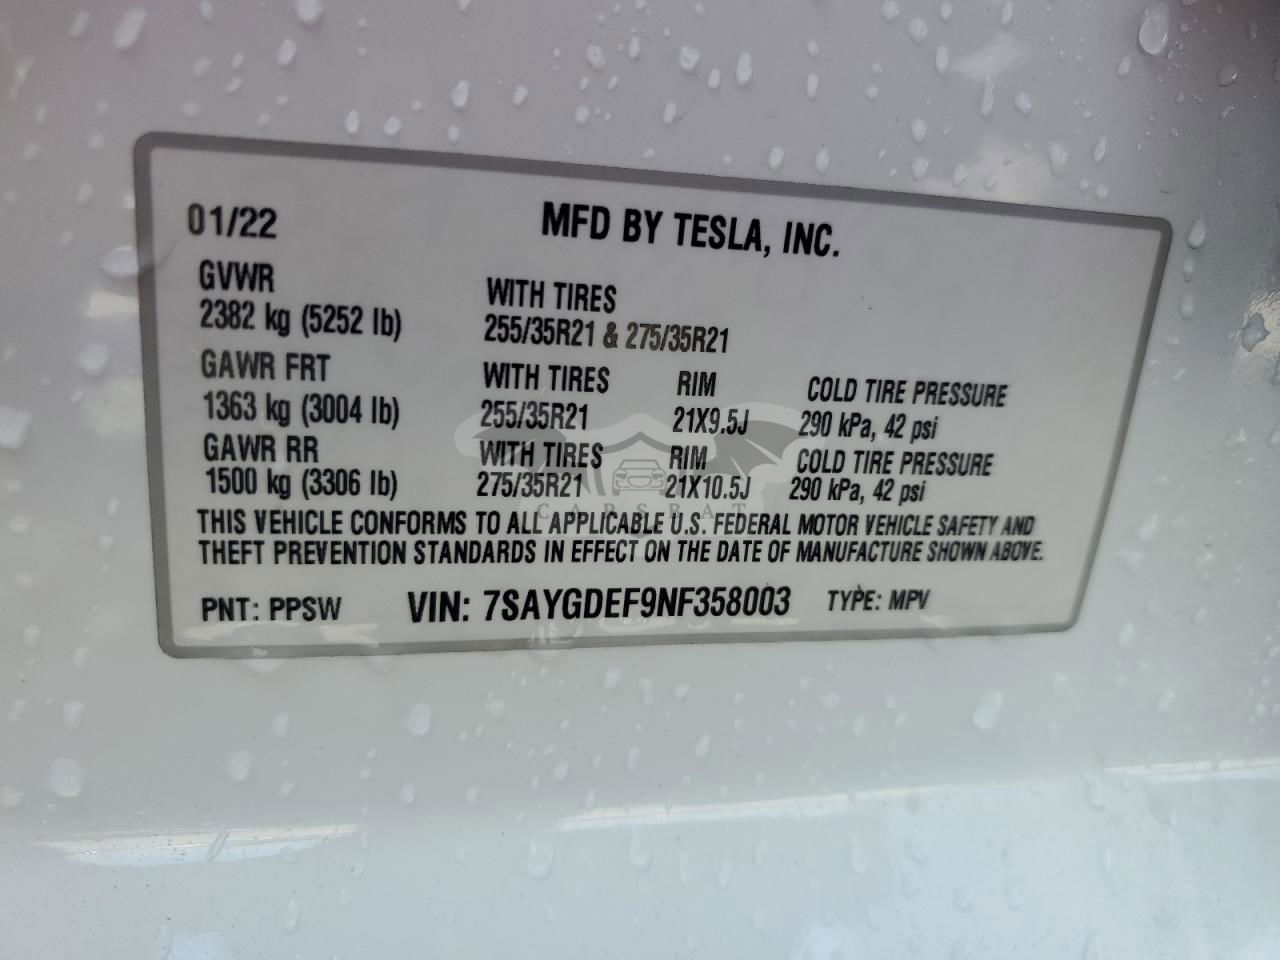 01/22 MFD BY TESLA, INC.
GVWR WITH TIRES
2382 kg (5252 lb) 255/35R21 & 275/35R21
GAWR FRT WITH TIRES RIM COLD TIRE PRESSURE
1363 kg (3004 lb) 255/35R21 21X9.5J 290 kPa, 42 psi
GAWR RR WITH TIRES RIM COLD TIRE PRESSURE
1500 kg (3306 lb) 275/35R21 21X10.5J 290 kPa, 42 psi
CARSBAT
THIS VEHICLE CONFORMS TO ALL APPLICABLE U.S. FEDERAL MOTOR VEHICLE SAFETY AND
THEFT PREVENTION STANDARDS IN EFFECT ON THE DATE OF MANUFACTURE SHOWN ABOVE.
PNT: PPSW VIN: 7SAYGDEF9NF358003 TYPE: MPV